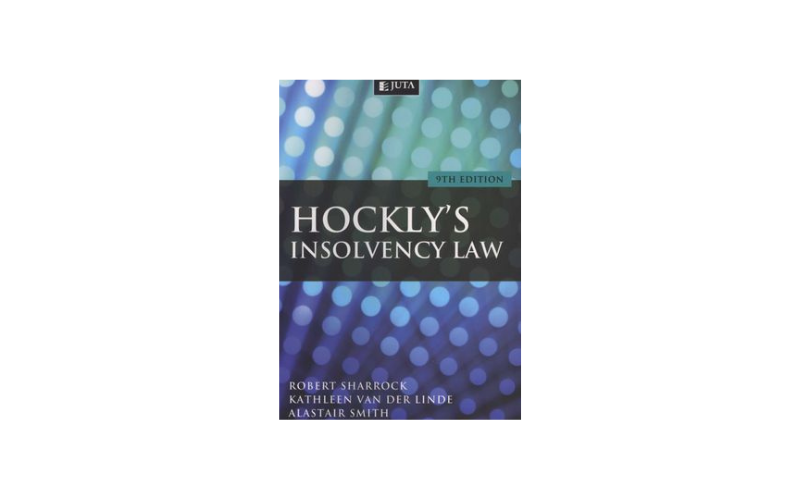 JUTA
9TH EDITION
HOCKLY'S
INSOLVENCY LAW
ROBERT SHARROCK
KATHLEEN VAN DER LINDE
ALASTAIR SMITH